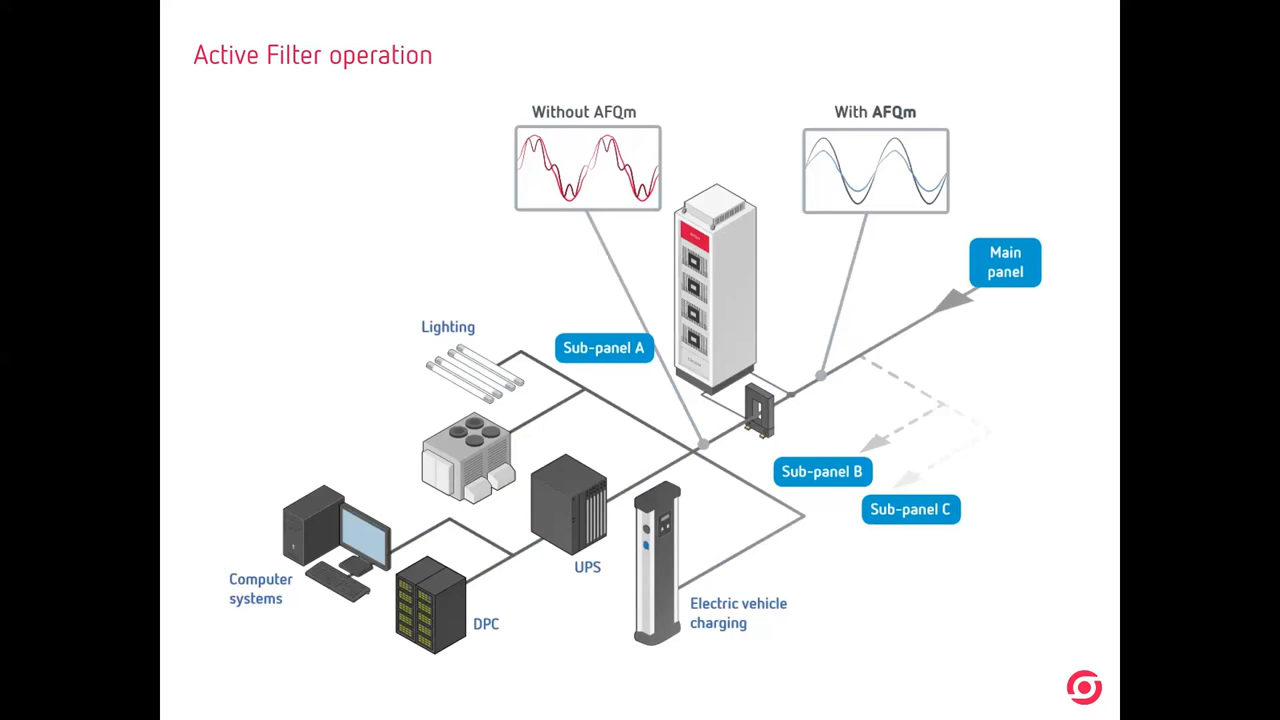 Active Filter operation
Without AFQm
With AFQm
Main
panel
Lighting
Sub-panel A
Sub-panel B
Sub-panel C
UPS
Computer
systems
DPC
Electric vehicle
charging